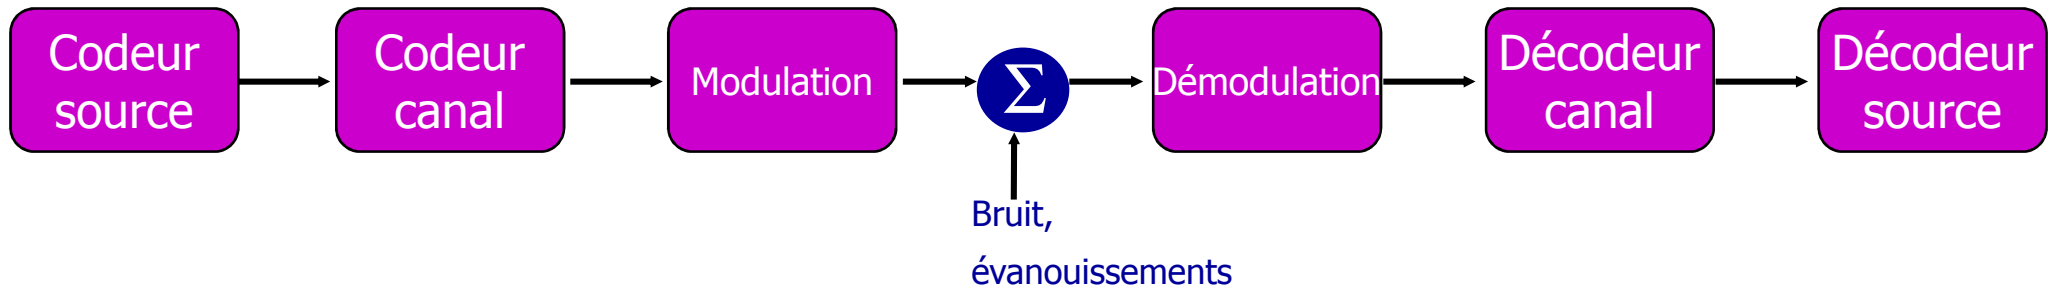 Codeur
source
Codeur
canal
Modulation
Σ
Démodulation
Décodeur
canal
Décodeur
source
Bruit,
évanouissements